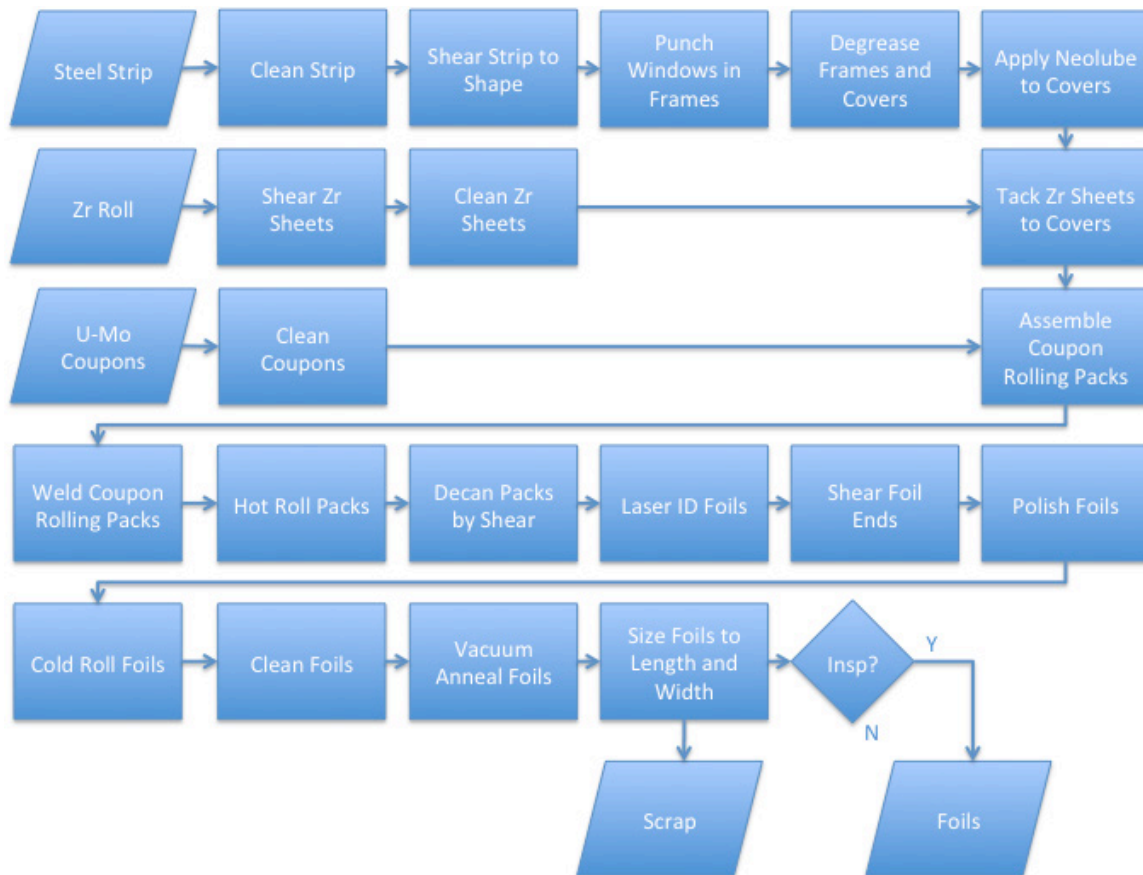 Steel Strip
Clean Strip
Shear Strip to
Shape
Punch
Windows in
Frames
Degrease
Frames and
Covers
Apply Neolube
to Covers
Zr Roll
Shear Zr
Sheets
Clean Zr
Sheets
Tack Zr Sheets
to Covers
U-Mo
Coupons
Clean
Coupons
Assemble
Coupon
Rolling Packs
Weld Coupon
Rolling Packs
Hot Roll Packs
Decan Packs
by Shear
Laser ID Foils
Shear Foil
Ends
Polish Foils
Cold Roll Foils
Clean Foils
Vacuum
Anneal Foils
Size Foils to
Length and
Width
Insp?
Y
N
Scrap
Foils